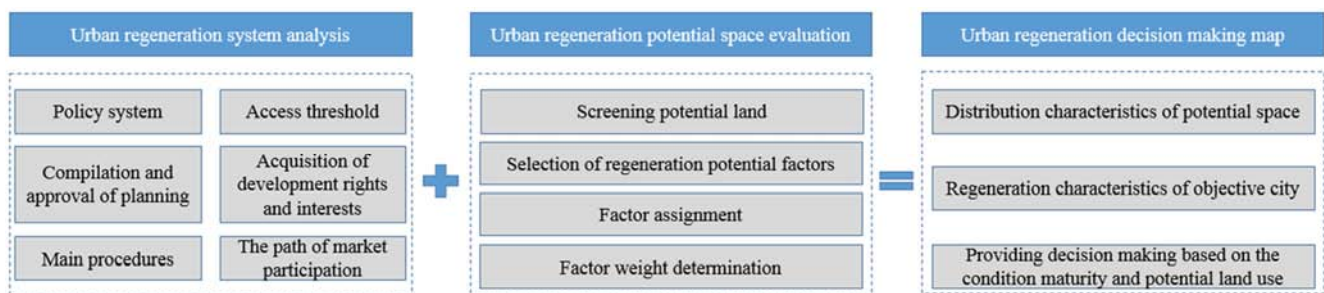 Urban regeneration system analysis
Policy system
Access threshold
Compilation and
approval of planning
Acquisition of
development rights
and interests
Main procedures
The path of market
participation
Urban regeneration potential space evaluation
Screening potential land
Selection of regeneration potential factors
Factor assignment
Factor weight determination
Urban regeneration decision making map
Distribution characteristics of potential space
Regeneration characteristics of objective city
Providing decision making based on the
condition maturity and potential land use